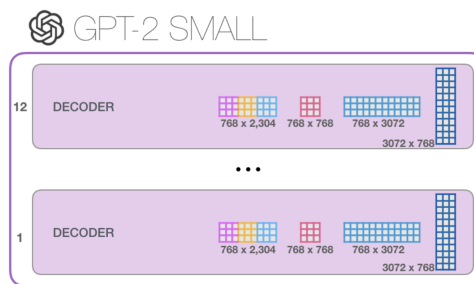 GPT-2 SMALL
12 DECODER
768 x 2,304 768 x 768 768 x 3072
3072 x 768
...
1 DECODER
768 x 2,304 768 x 768 768 x 3072
3072 x 768